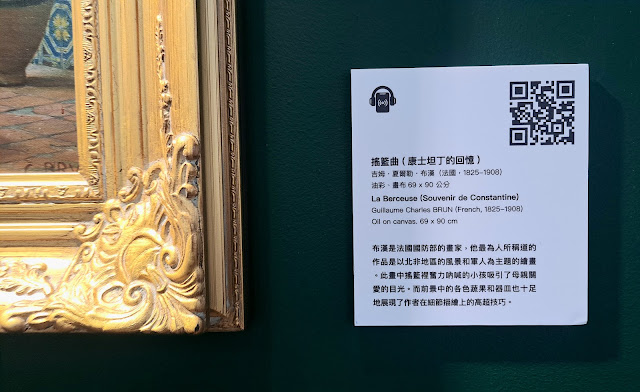 搖籃曲(康士坦丁的回憶)
吉姆・夏爾勒・布漢(法國,1825-1908)
油彩、畫布 69 x 90 公分
La Berceuse (Souvenir de Constantine)
Guillaume Charles BRUN (French, 1825-1908)
Oil on canvas. 69 x 90 cm
布漢是法國國防部的畫家,他最為人所稱道的
作品是以北非地區的風景和軍人為主題的繪畫
。此畫中搖籃裡奮力吶喊的小孩吸引了母親關
愛的目光。而前景中的各色蔬果和器皿也十足
地展現了作者在細節描繪上的高超技巧。